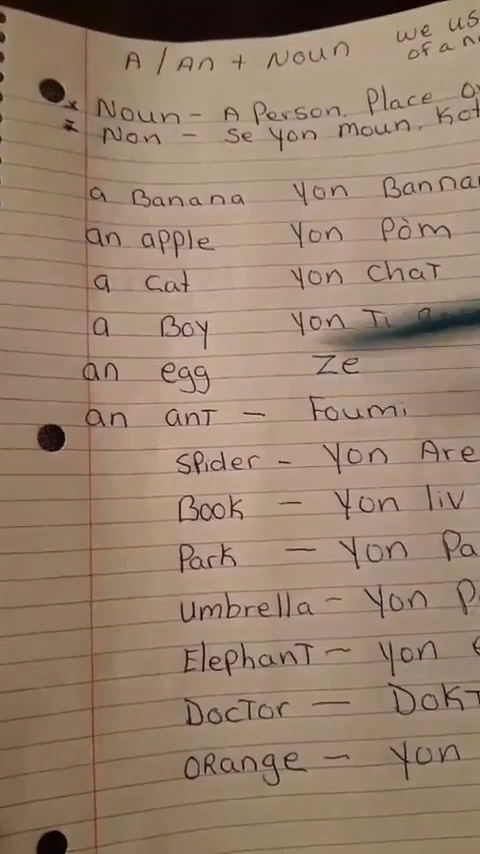 A / An + Noun we us
of a n
* Noun - A Person, Place o
* Non - Se Yon moun, Kot
a Banana Yon Banna
an apple Yon Pòm
a Cat Yon Chat
a Boy Yon Ti
an egg Ze
an ant - Foumi
Spider - Yon Are
Book - Yon liv
Park - Yon Pa
Umbrella - Yon P
Elephant - Yon
Doctor - Dokt
Orange - Yon